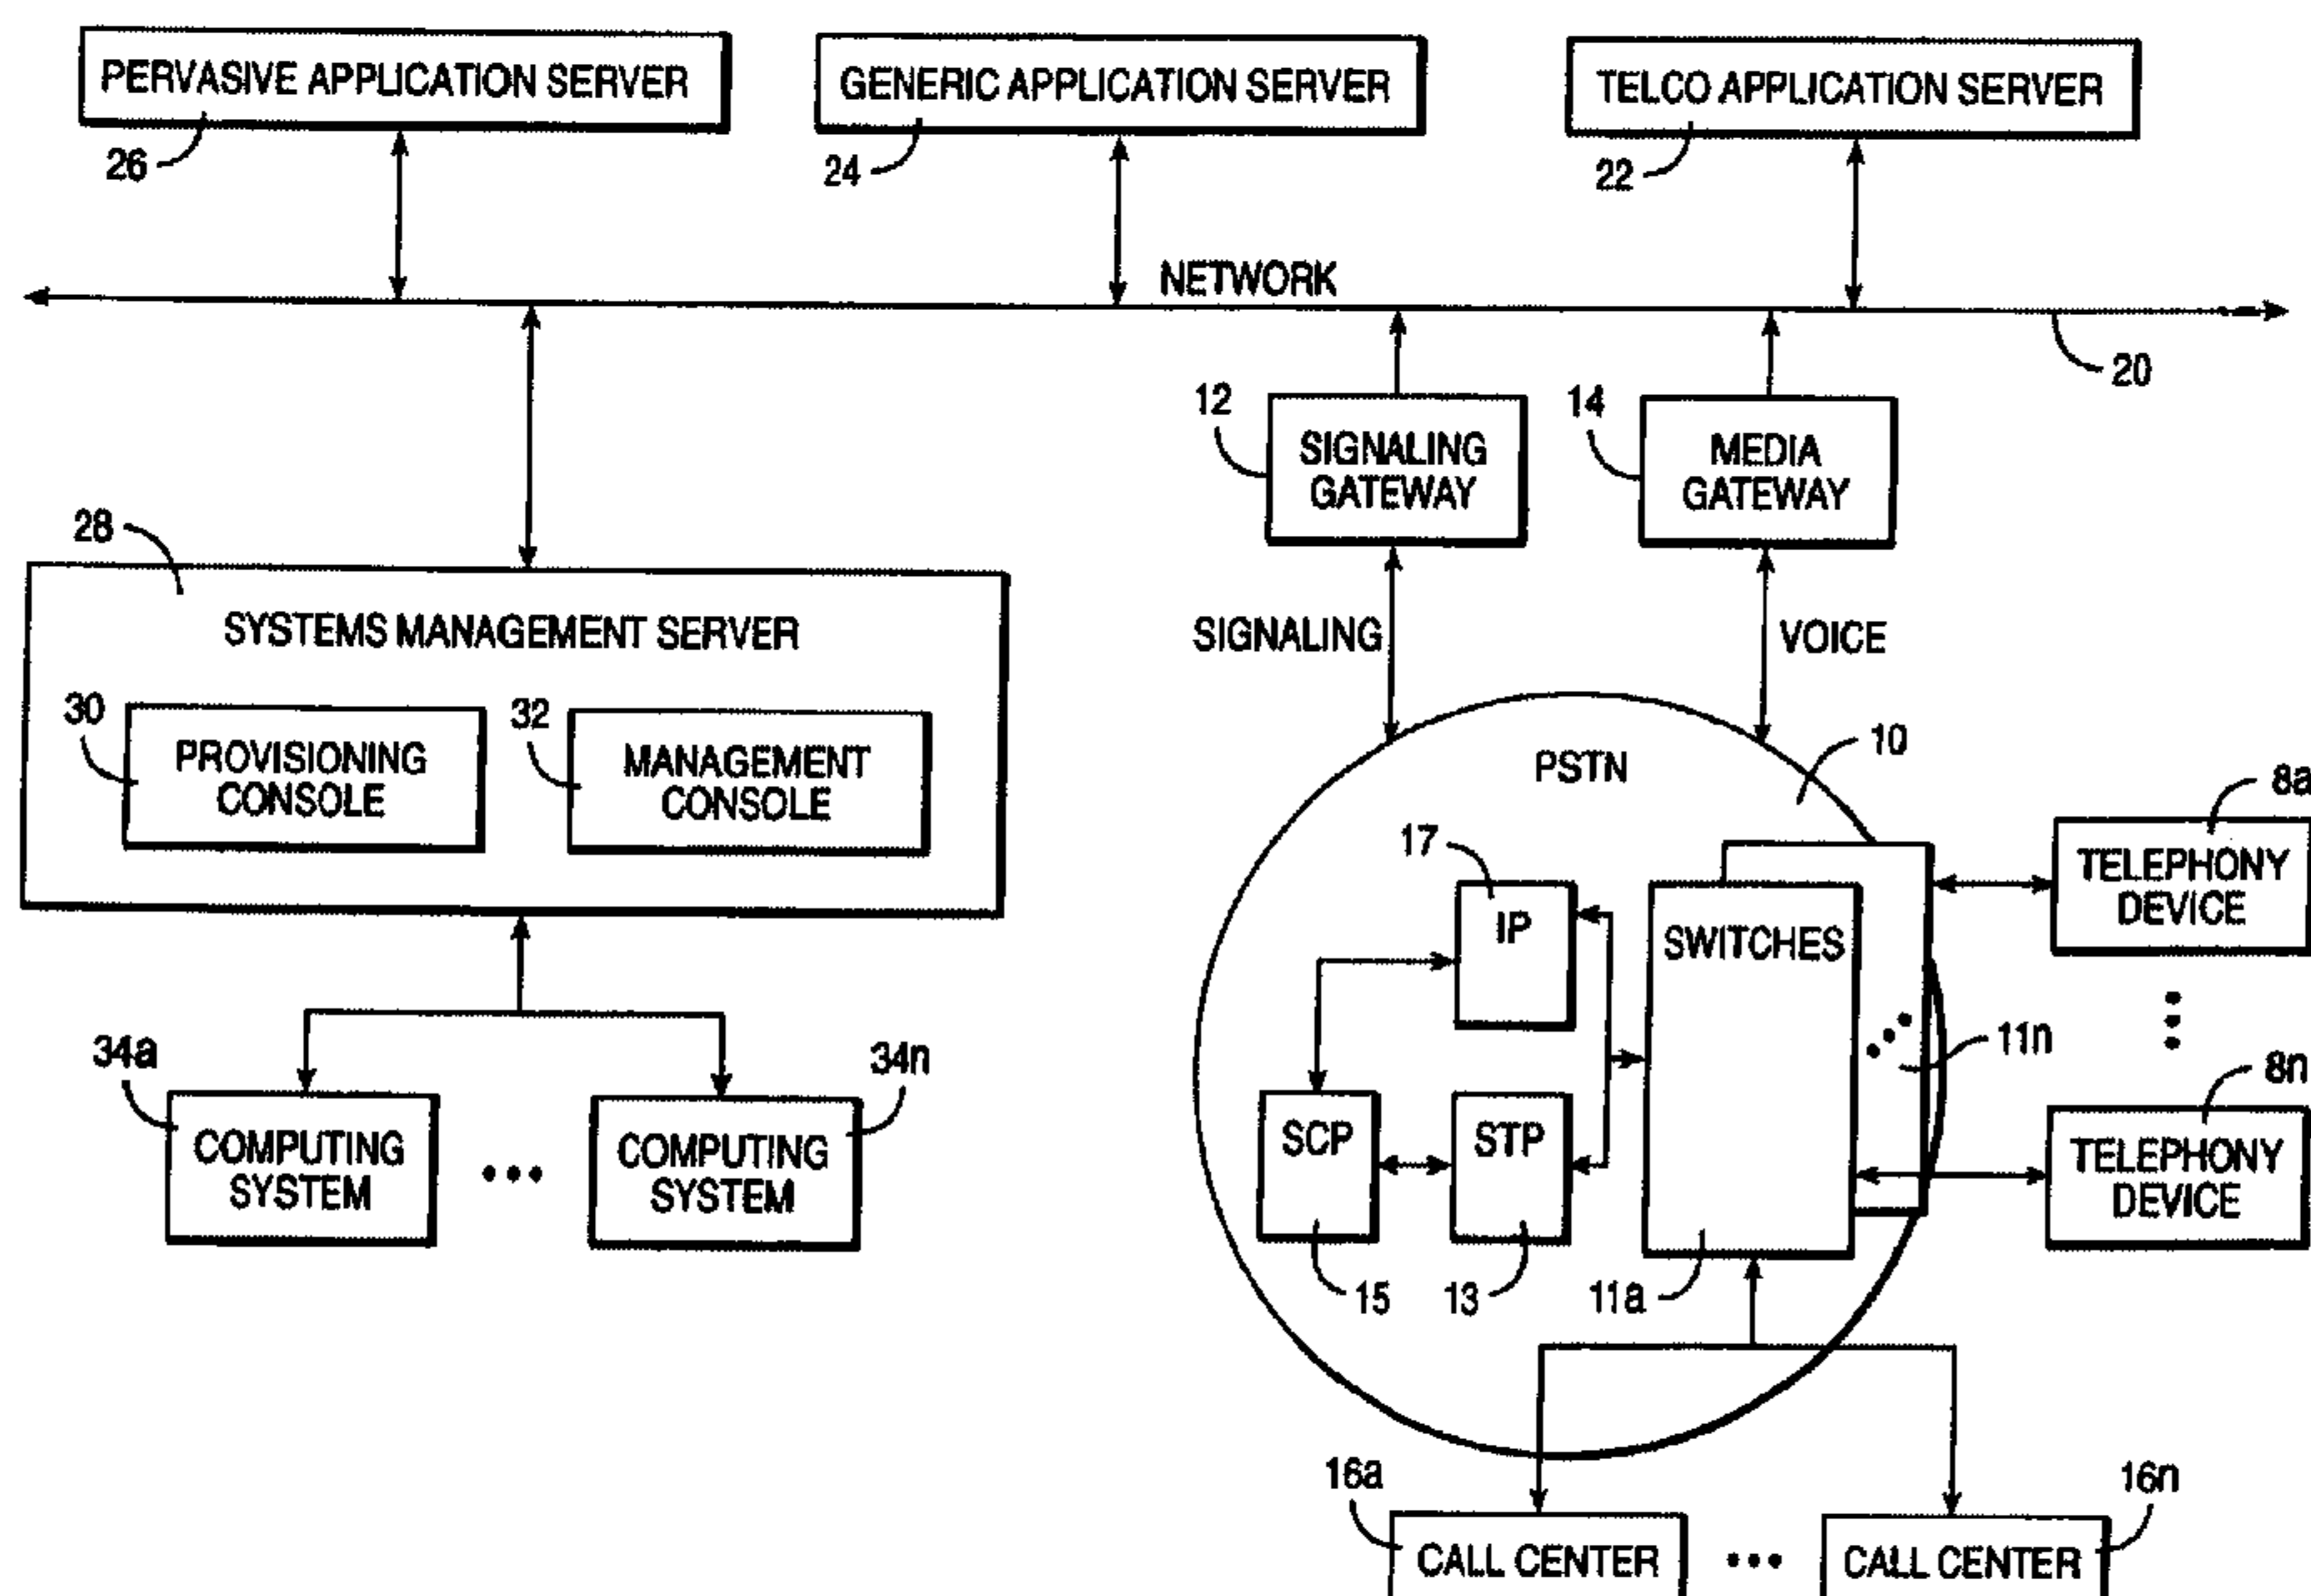 PERVASIVE APPLICATION SERVER
GENERIC APPLICATION SERVER
TELCO APPLICATION SERVER
26
24
22
NETWORK
20
12
SIGNALING
GATEWAY
14
MEDIA
GATEWAY
28
SYSTEMS MANAGEMENT SERVER
SIGNALING
VOICE
30
PROVISIONING
CONSOLE
32
MANAGEMENT
CONSOLE
PSTN
10
8a
TELEPHONY
DEVICE
17
IP
SWITCHES
11n
34a
COMPUTING
SYSTEM
34n
COMPUTING
SYSTEM
8n
TELEPHONY
DEVICE
SCP
STP
15
13
11a
16a
CALL CENTER
16n
CALL CENTER